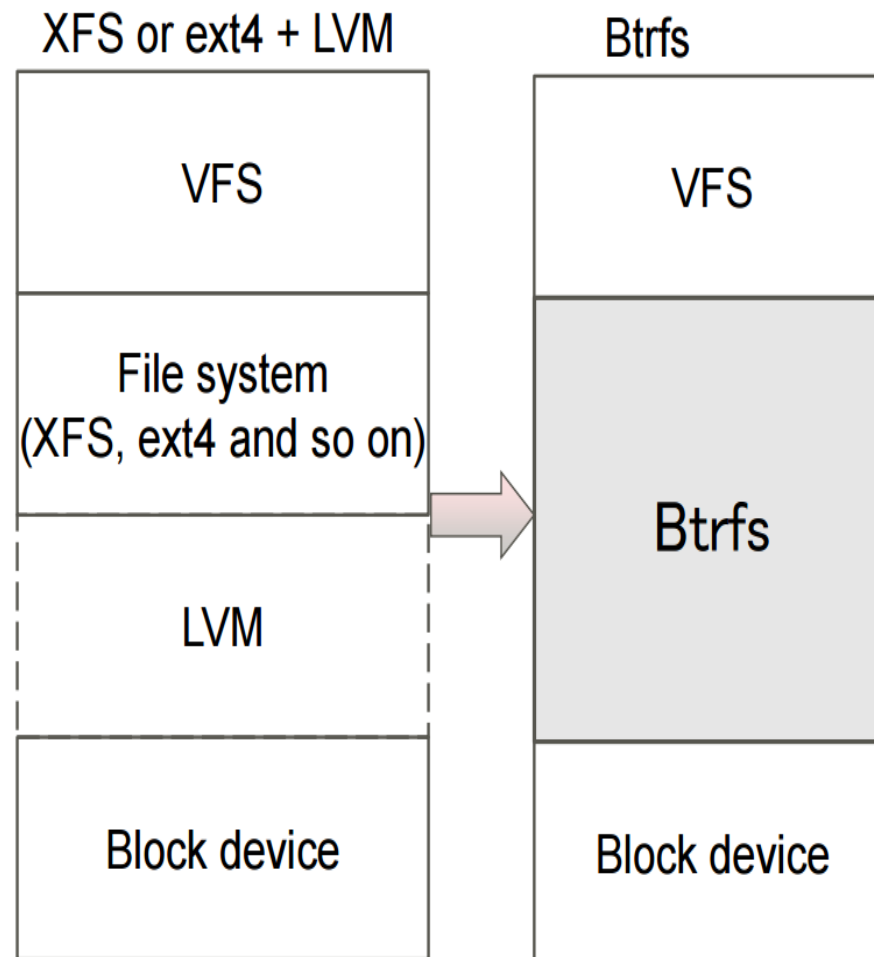 XFS or ext4 + LVM
VFS
File system
(XFS, ext4 and so on)
LVM
Block device
Btrfs
VFS
Btrfs
Block device